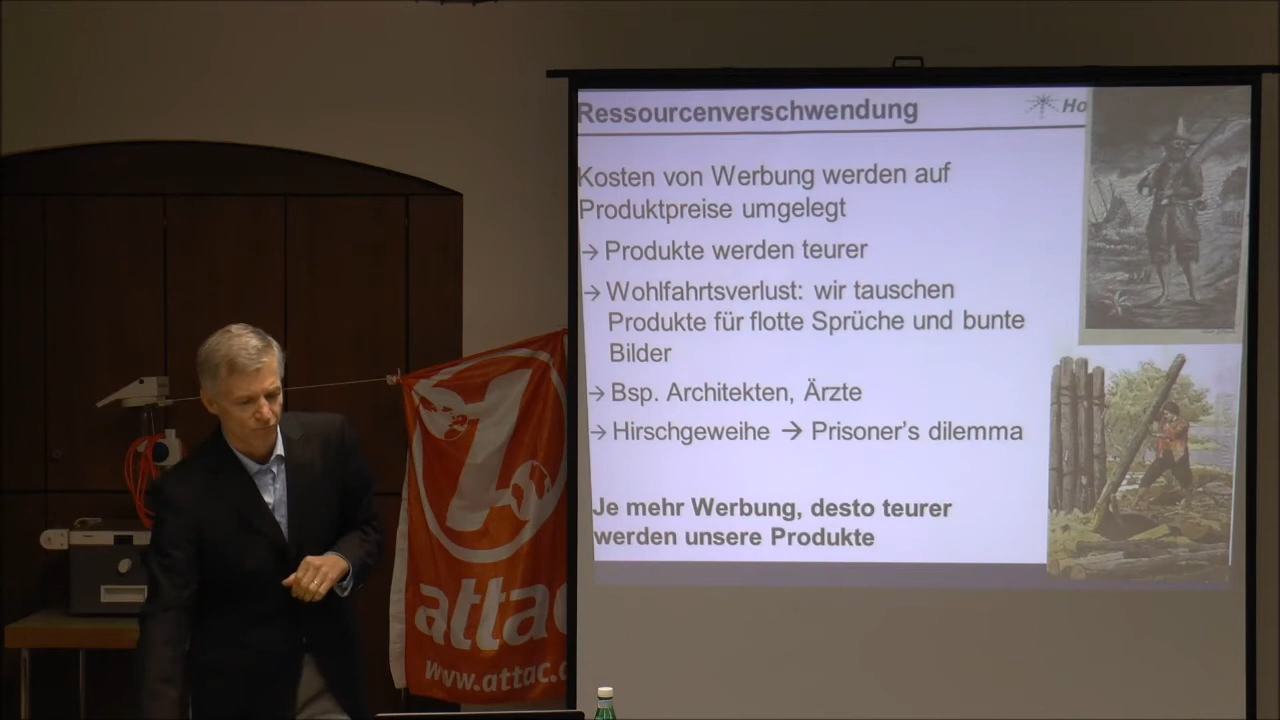 Ressourcenverschwendung
Ho
Kosten von Werbung werden auf
Produktpreise umgelegt
→ Produkte werden teurer
→ Wohlfahrtsverlust: wir tauschen
Produkte für flotte Sprüche und bunte
Bilder
→ Bsp. Architekten, Ärzte
→ Hirschgeweihe → Prisoner's dilemma
Je mehr Werbung, desto teurer
werden unsere Produkte
attac
www.attac.